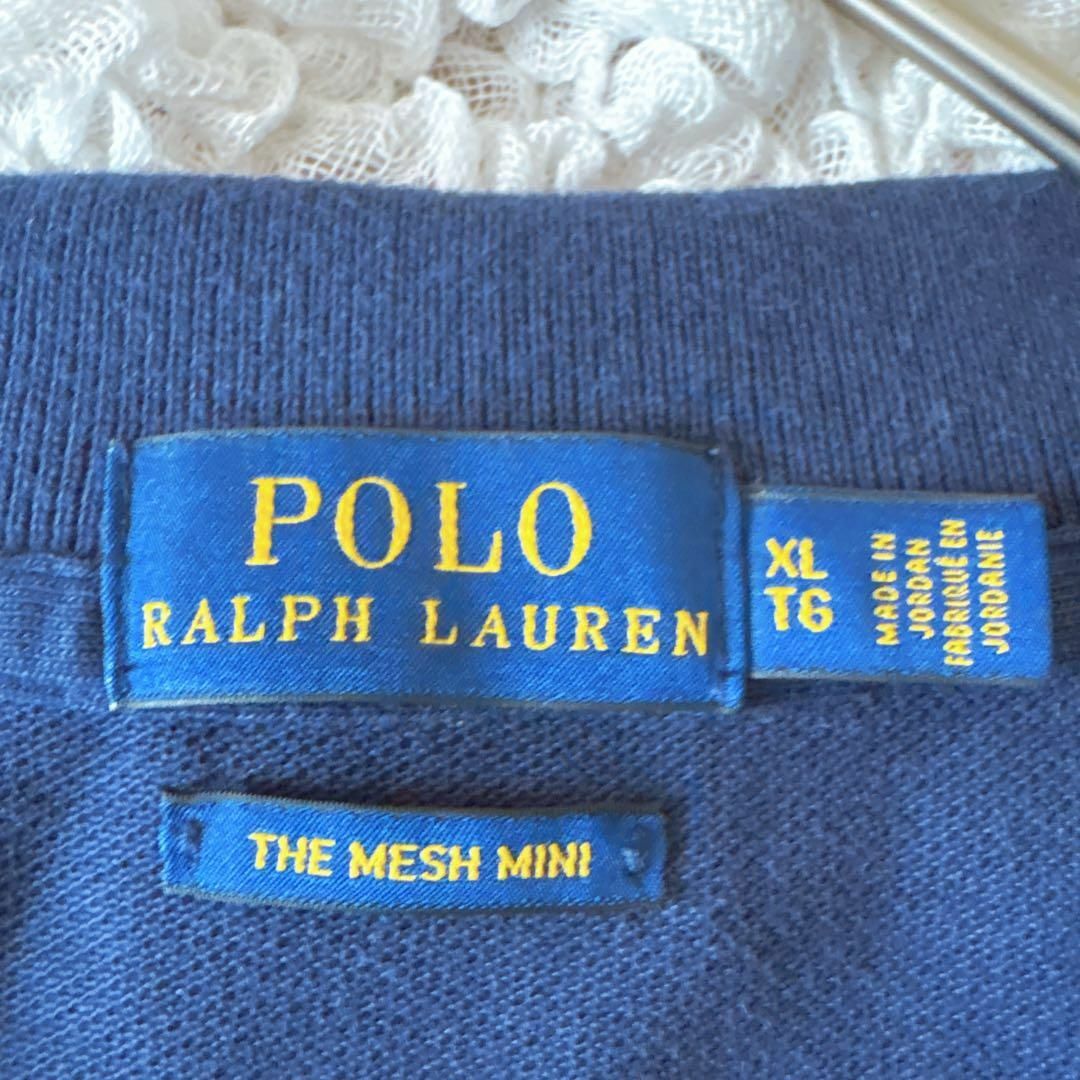 POLO
RALPH LAUREN
XL
TG
MADE IN
JORDAN
FABRIQUÉ EN
JORDANIE
THE MESH MINI